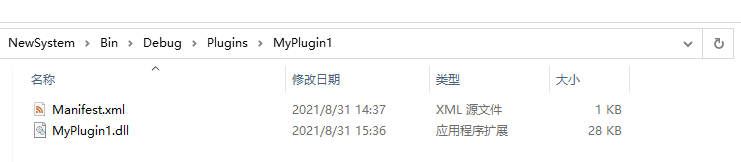 NewSystem > Bin > Debug > Plugins > MyPlugin1
名称 修改日期 类型 大小
Manifest.xml 2021/8/31 14:37 XML 源文件 1 KB
MyPlugin1.dll 2021/8/31 15:36 应用程序扩展 28 KB